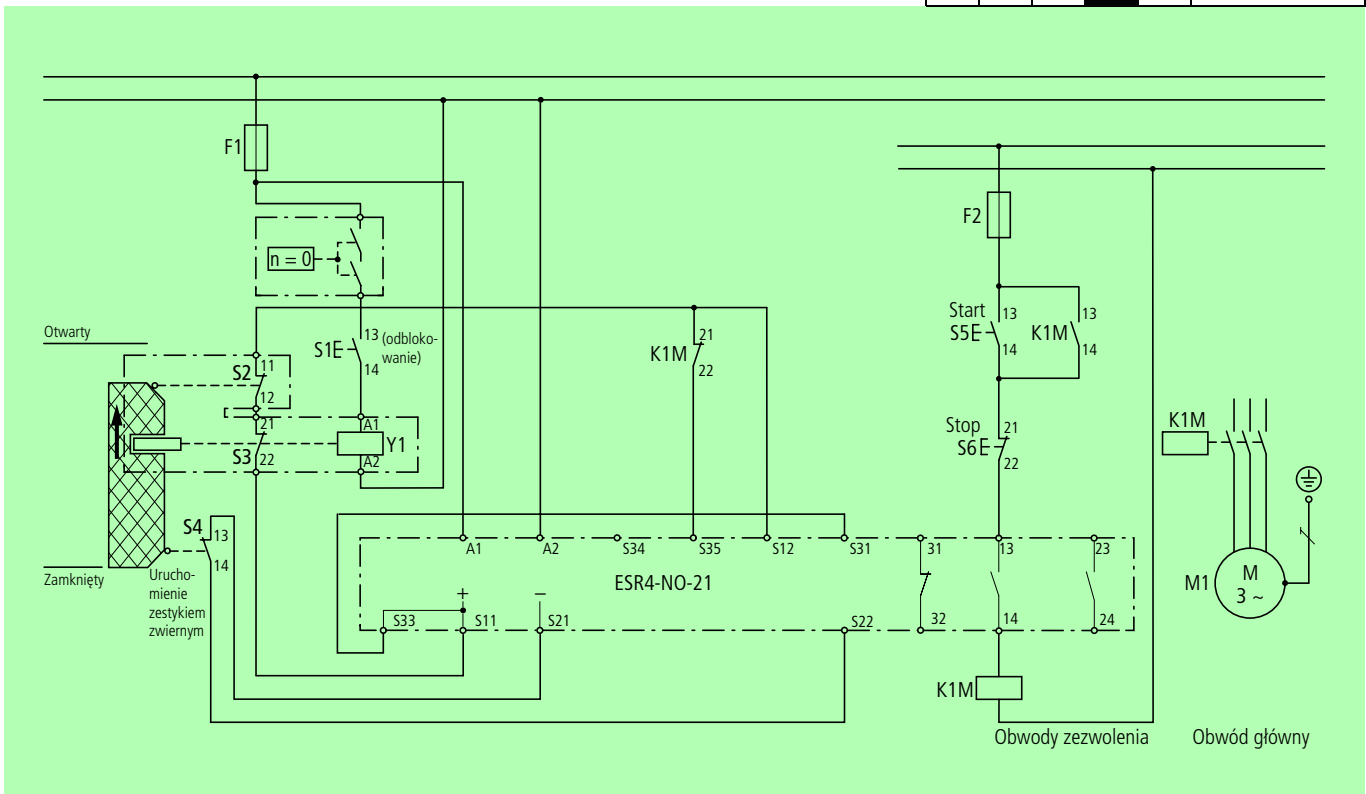 F1
F2
n = 0
Start
S5E
13
14
K1M
13
14
Otwarty
S1E
13
(odbloko-
wanie)
14
K1M
21
22
S2
11
12
21
S3
22
A1
Y1
A2
Stop
S6E
21
22
K1M
S4
13
14
Zamknięty
Urucho-
mienie
zestykiem
zwiernym
A1
A2
S34
S35
S12
S31
31
13
23
ESR4-NO-21
+
−
S33
S11
S21
S22
32
14
24
M1
M
3 ~
K1M
Obwody zezwolenia
Obwód główny